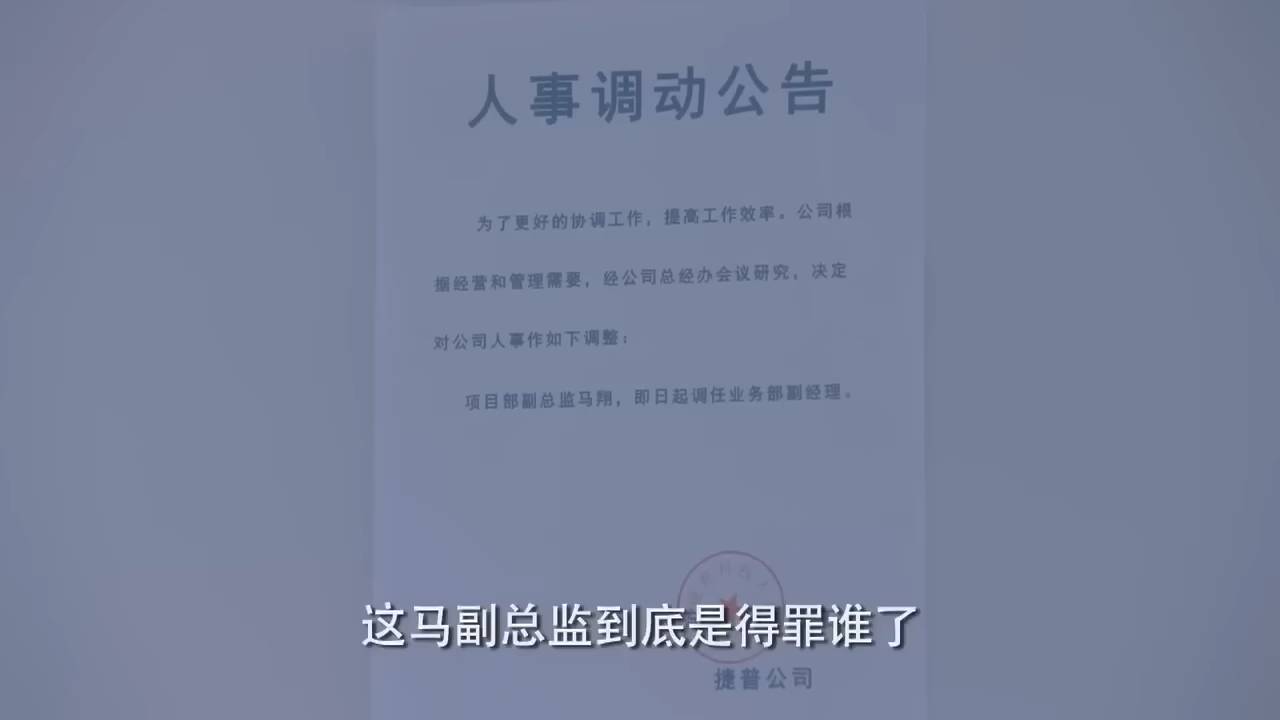 人事调动公告
为了更好的协调工作，提高工作效率。公司根
据经营和管理需要，经公司总经办会议研究，决定
对公司人事作如下调整：
项目部副总监马翔，即日起调任业务部副经理。
这马副总监到底是得罪谁了
捷普公司